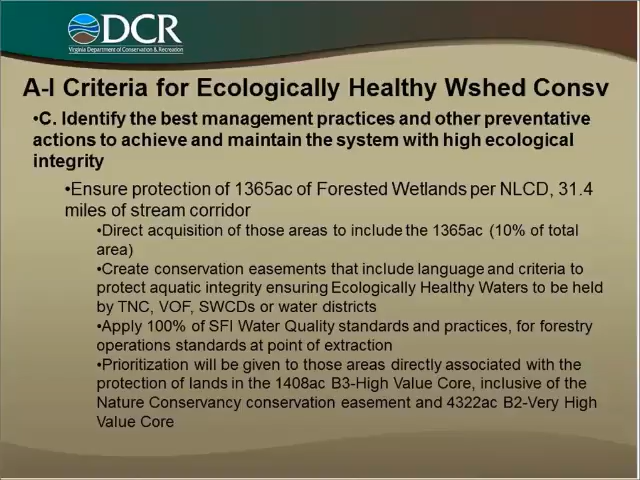 DCR
Virginia Department of Conservation & Recreation
A-I Criteria for Ecologically Healthy Wshed Consv
•C. Identify the best management practices and other preventative
actions to achieve and maintain the system with high ecological
integrity
•Ensure protection of 1365ac of Forested Wetlands per NLCD, 31.4
miles of stream corridor
•Direct acquisition of those areas to include the 1365ac (10% of total
area)
•Create conservation easements that include language and criteria to
protect aquatic integrity ensuring Ecologically Healthy Waters to be held
by TNC, VOF, SWCDs or water districts
•Apply 100% of SFI Water Quality standards and practices, for forestry
operations standards at point of extraction
•Prioritization will be given to those areas directly associated with the
protection of lands in the 1408ac B3-High Value Core, inclusive of the
Nature Conservancy conservation easement and 4322ac B2-Very High
Value Core